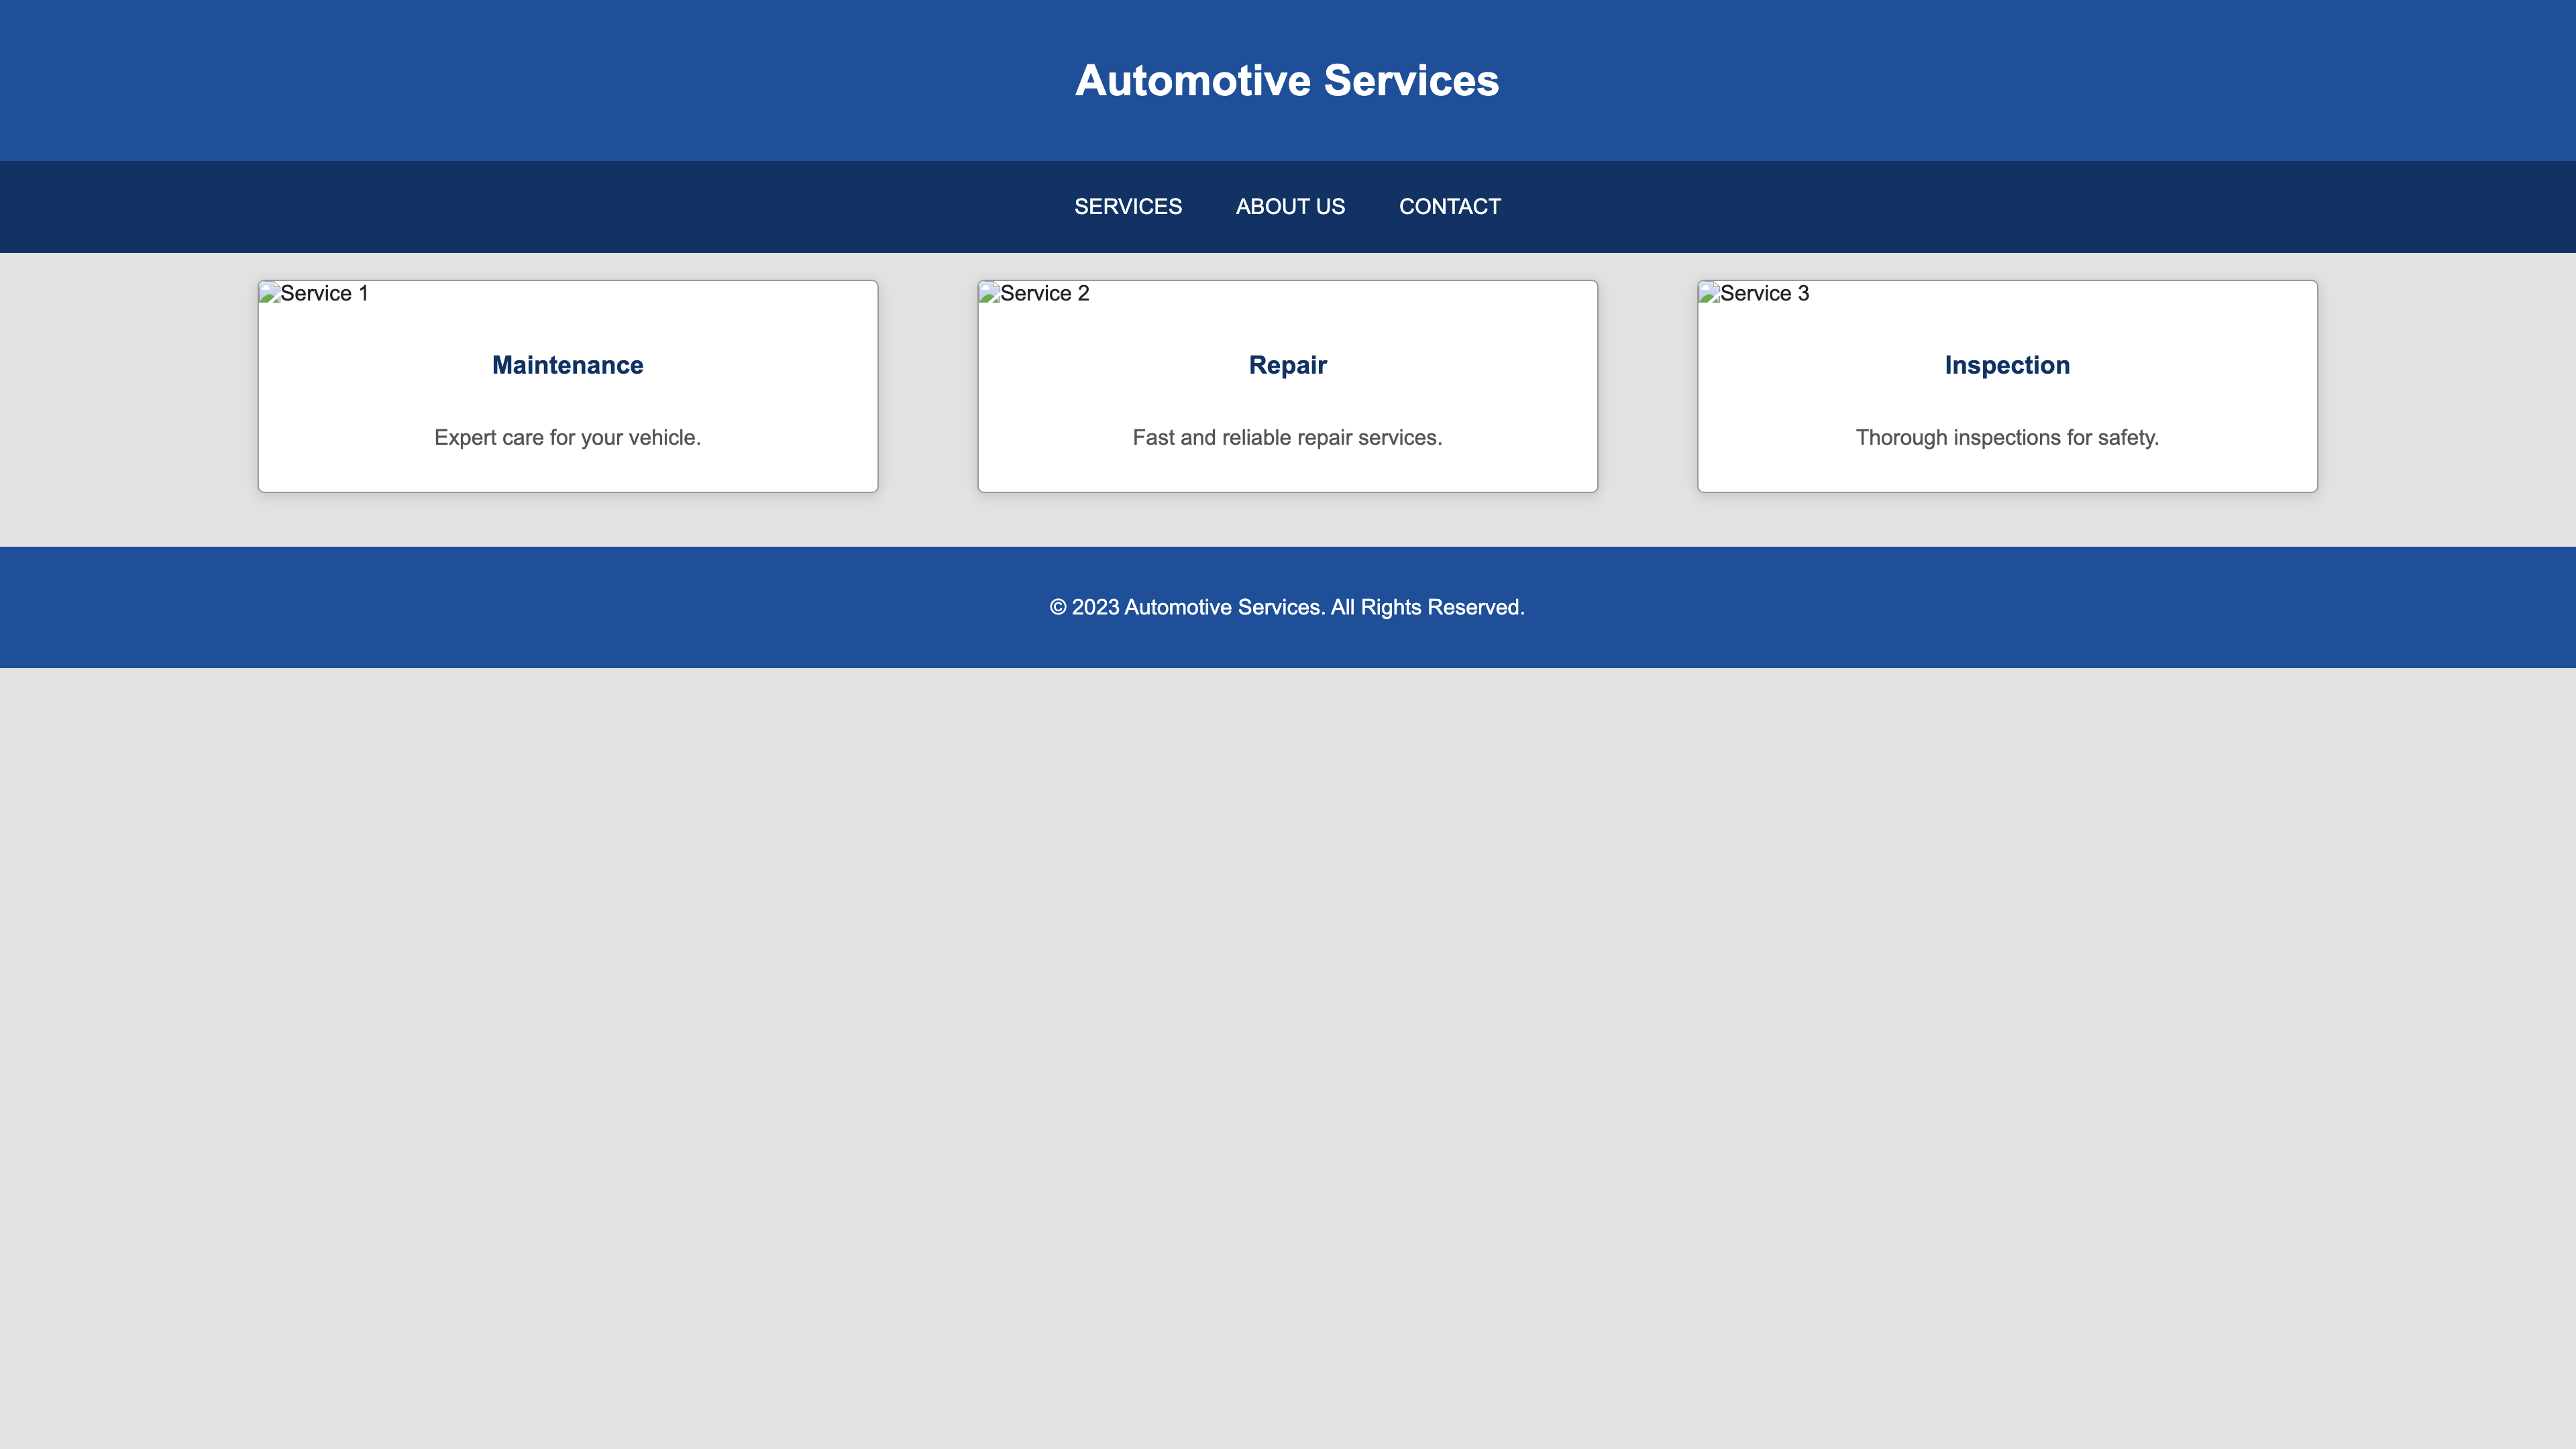 Automotive Services
SERVICES ABOUT US CONTACT
Service 1
Service 2
Service 3
Maintenance
Repair
Inspection
Expert care for your vehicle.
Fast and reliable repair services.
Thorough inspections for safety.
© 2023 Automotive Services. All Rights Reserved.